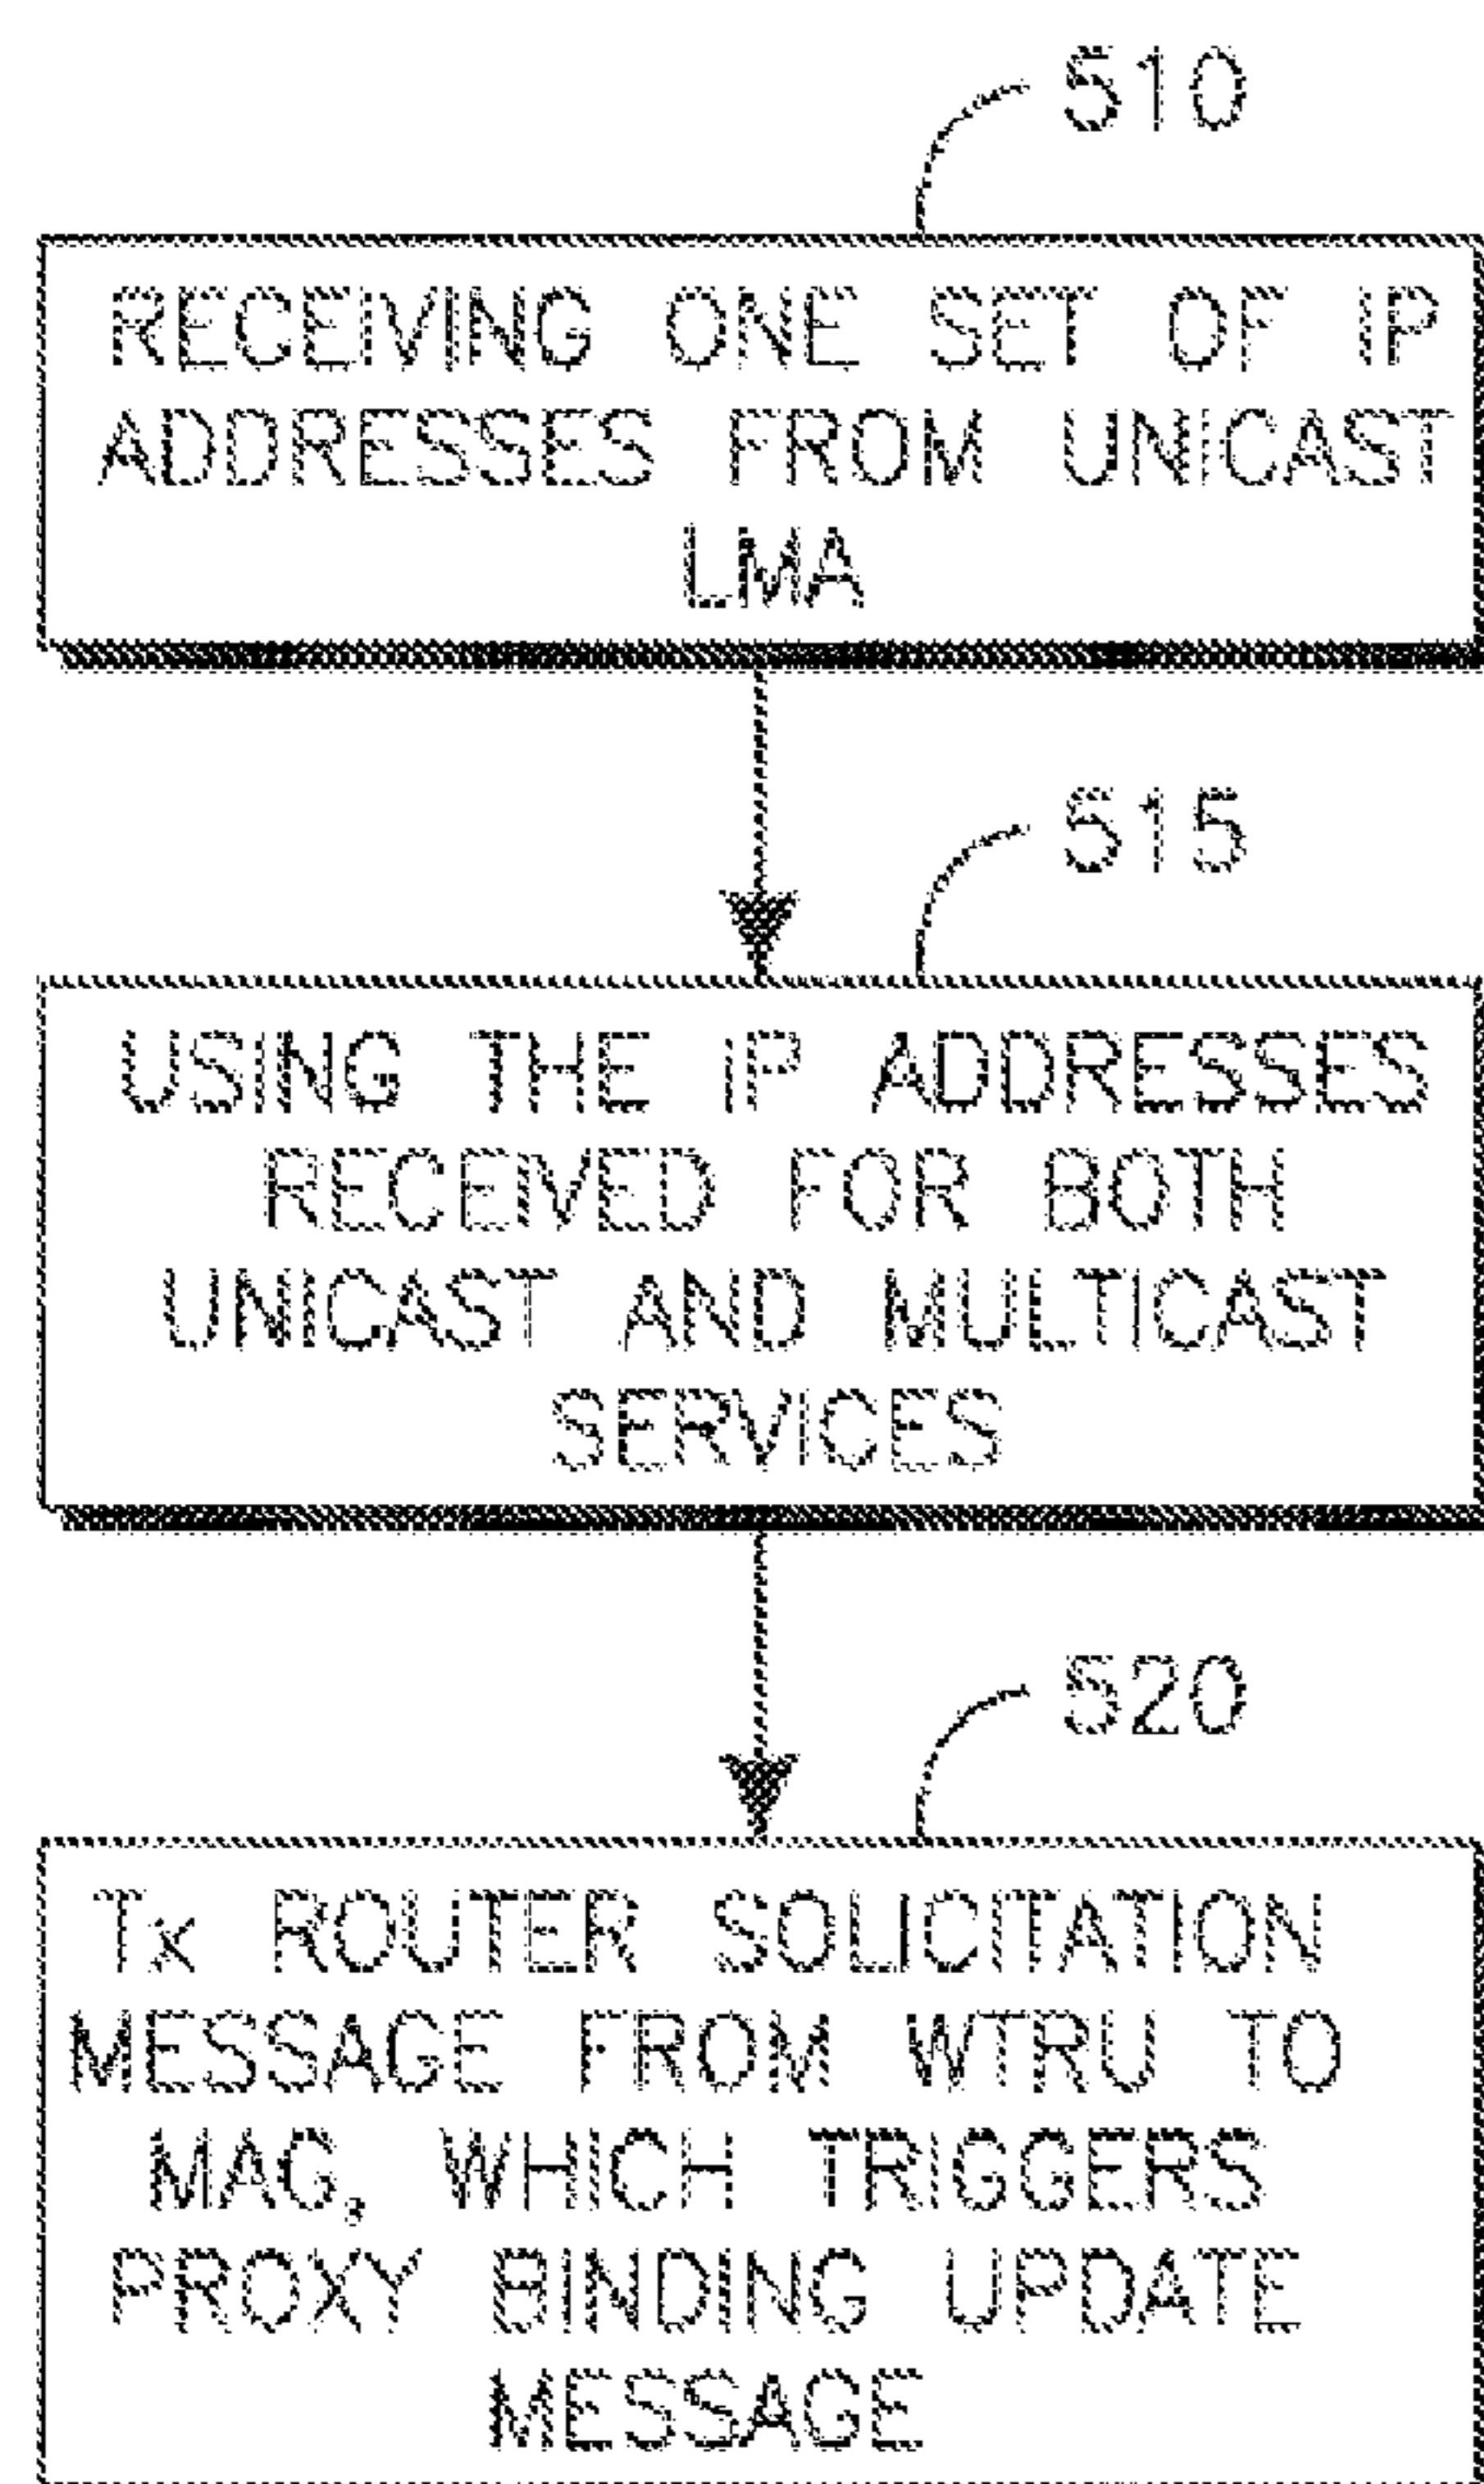 510
RECEIVING ONE SET OF IP
ADDRESSES FROM UNICAST
LMA
515
USING THE IP ADDRESSES
RECEIVED FOR BOTH
UNICAST AND MULTICAST
SERVICES
520
Tx ROUTER SOLICITATION
MESSAGE FROM WTRU TO
MAG, WHICH TRIGGERS
PROXY BINDING UPDATE
MESSAGE